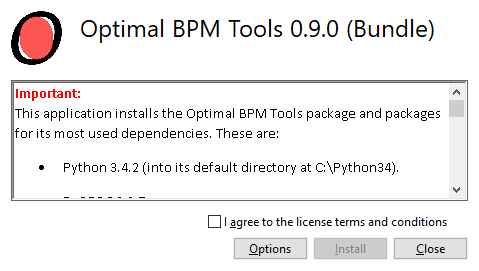 Optimal BPM Tools 0.9.0 (Bundle)
Important:
This application installs the Optimal BPM Tools package and packages
for its most used dependencies. These are:
• Python 3.4.2 (into its default directory at C:\Python34).
I agree to the license terms and conditions
Options
Install
Close